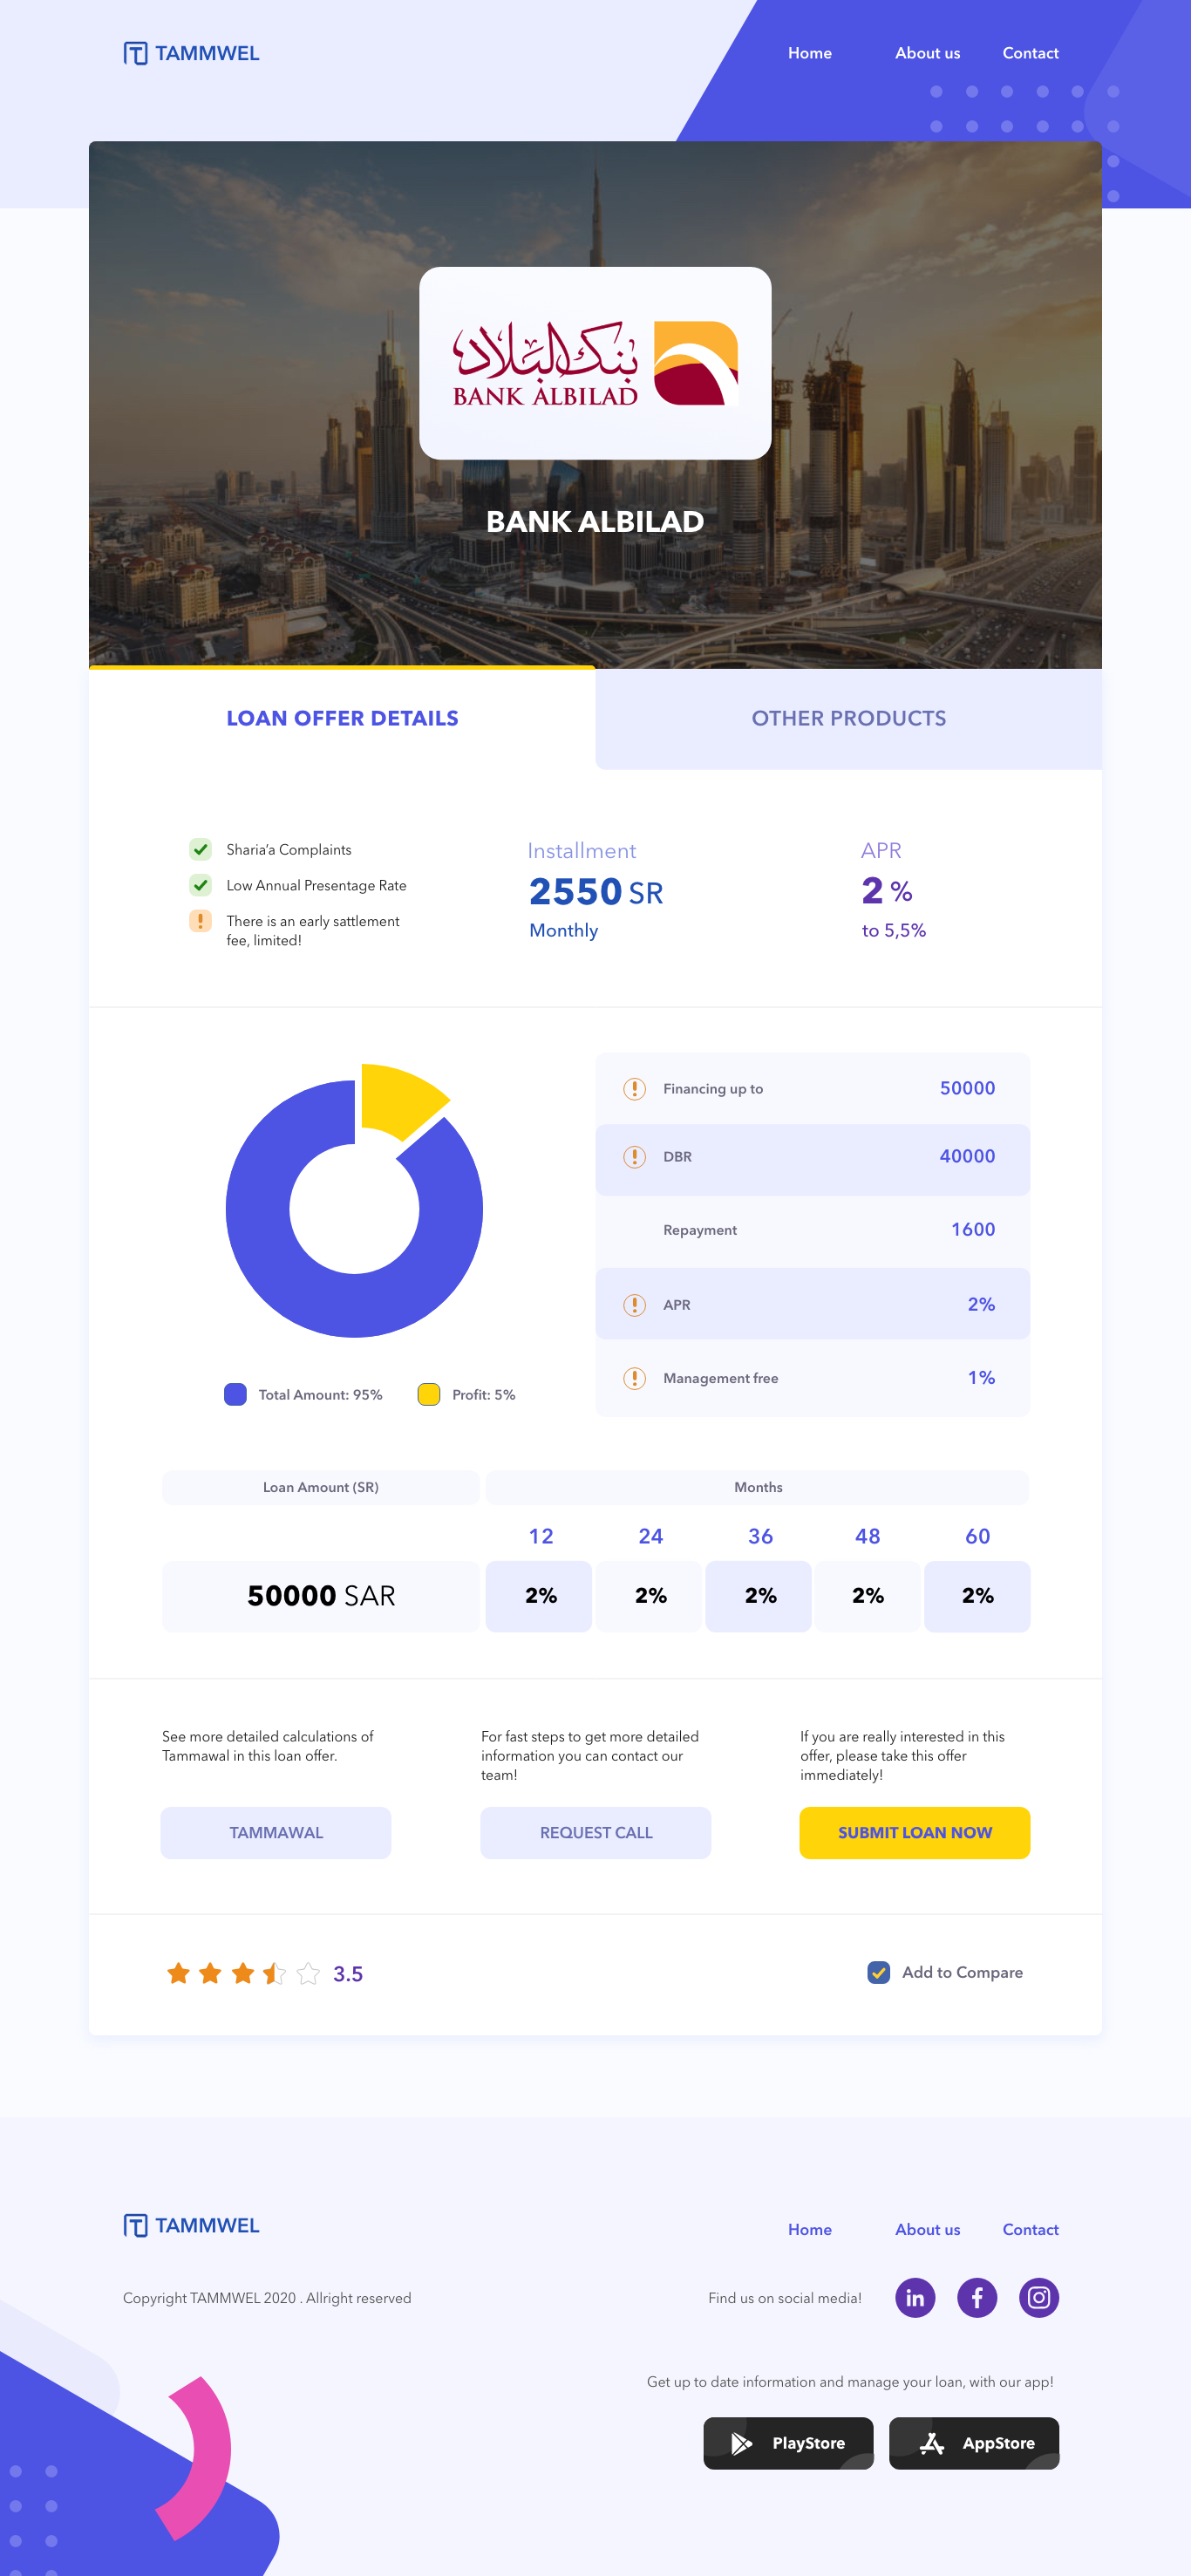 TAMMWEL
Home About us Contact
بنك البلاد
BANK ALBILAD
BANK ALBILAD
LOAN OFFER DETAILS OTHER PRODUCTS
Sharia’a Complaints
Low Annual Presentage Rate
There is an early sattlement
fee, limited!
Installment
2550 SR
Monthly
APR
2 %
to 5,5%
Total Amount: 95% Profit: 5%
Financing up to 50000
DBR 40000
Repayment 1600
APR 2%
Management free 1%
Loan Amount (SR) Months
12 24 36 48 60
50000 SAR 2% 2% 2% 2% 2%
See more detailed calculations of
Tammawal in this loan offer.
TAMMAWAL
For fast steps to get more detailed
information you can contact our
team!
REQUEST CALL
If you are really interested in this
offer, please take this offer
immediately!
SUBMIT LOAN NOW
3.5 Add to Compare
TAMMWEL
Home About us Contact
Copyright TAMMWEL 2020 . Allright reserved
Find us on social media! in f
Get up to date information and manage your loan, with our app!
PlayStore AppStore